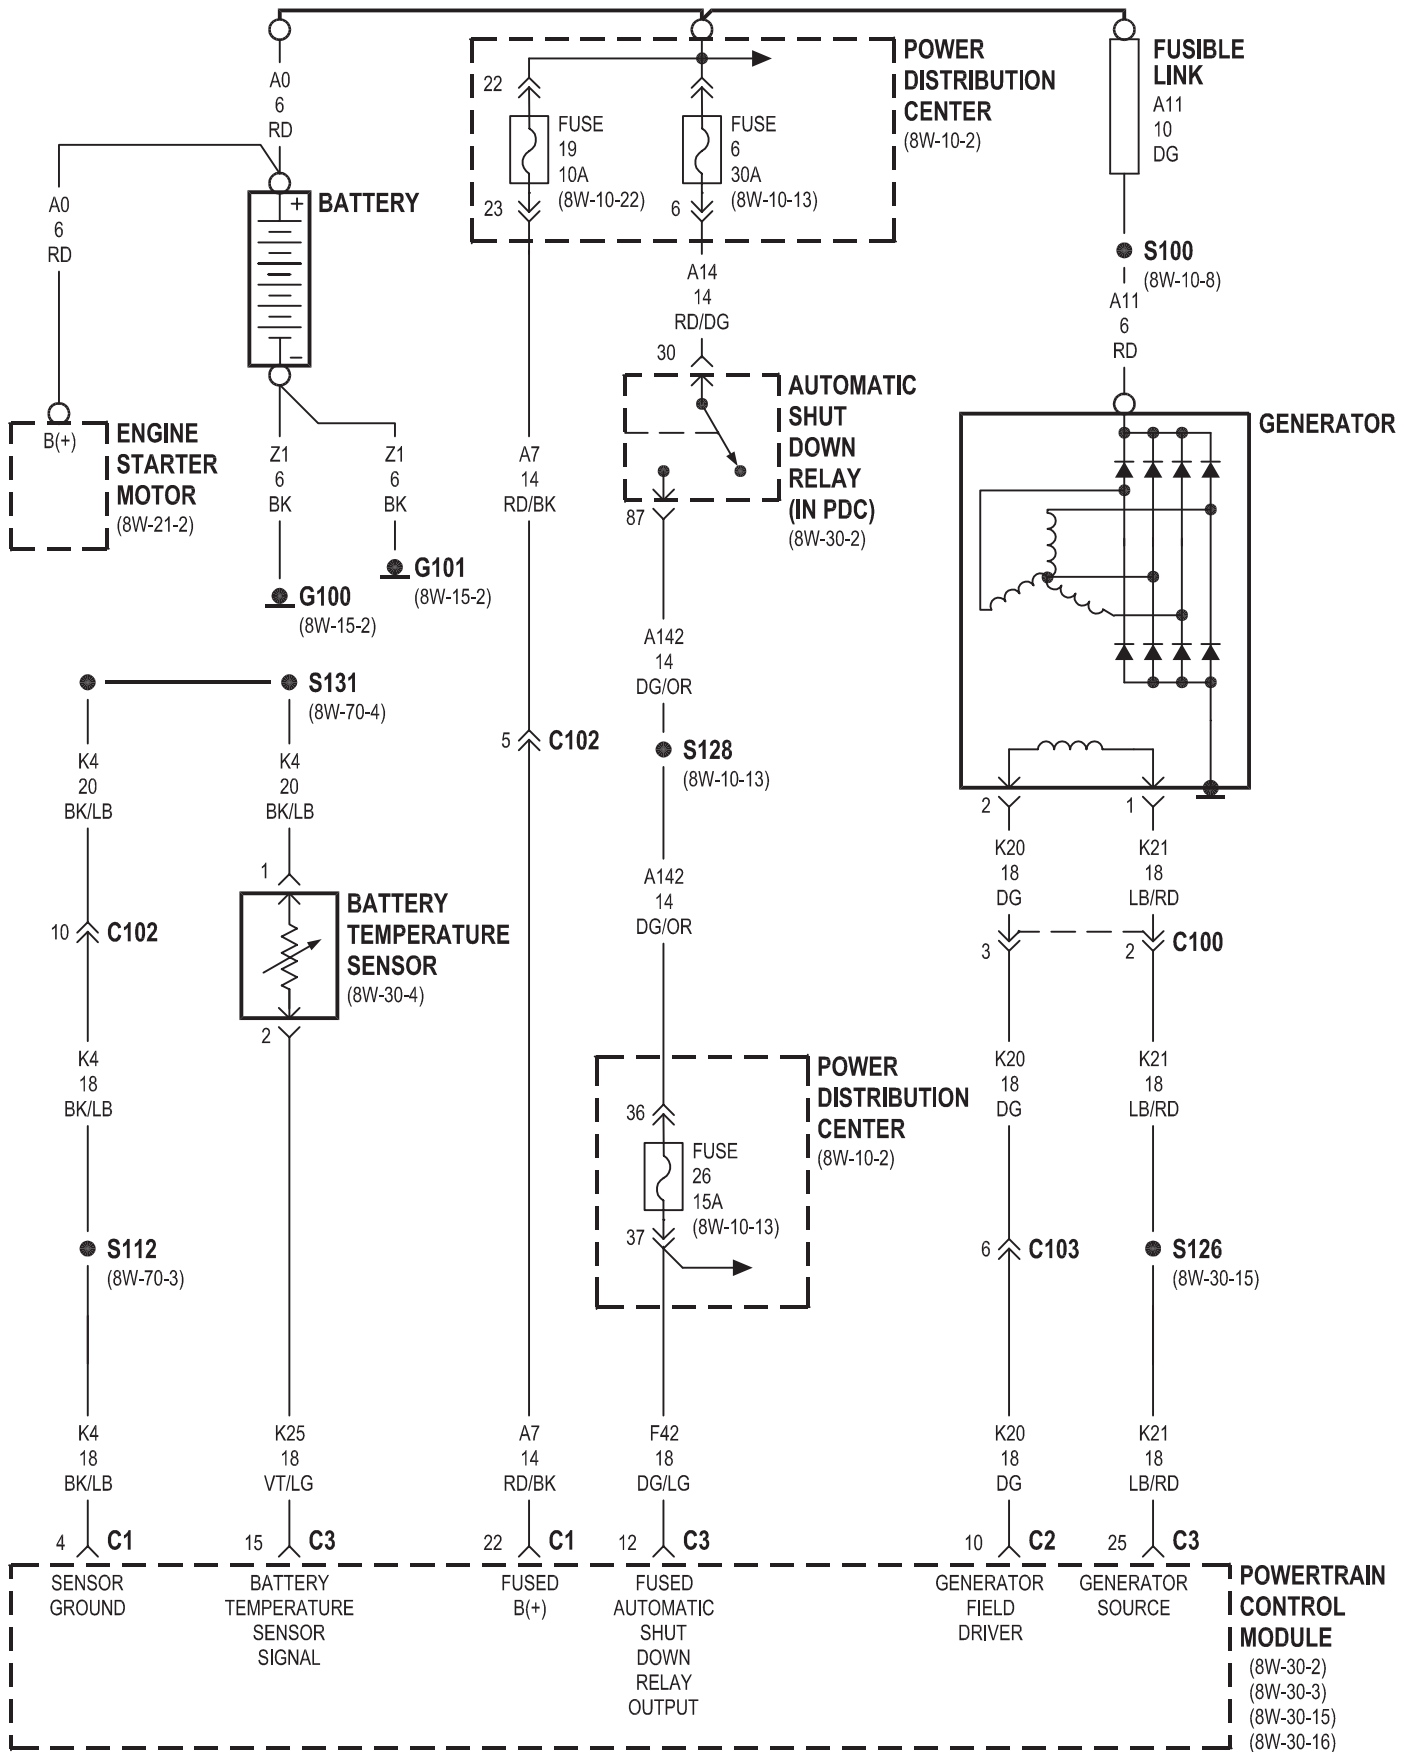 A0
6
RD
A0
6
RD
+
BATTERY
−
B(+)
ENGINE
STARTER
MOTOR
(8W-21-2)
Z1
6
BK
Z1
6
BK
G101
(8W-15-2)
G100
(8W-15-2)
22
FUSE
19
10A
(8W-10-22)
23
FUSE
6
30A
(8W-10-13)
6
POWER
DISTRIBUTION
CENTER
(8W-10-2)
FUSIBLE
LINK
A11
10
DG
S100
(8W-10-8)
A11
6
RD
A14
14
RD/DG
30
AUTOMATIC
SHUT
DOWN
RELAY
(IN PDC)
(8W-30-2)
87
A7
14
RD/BK
GENERATOR
A142
14
DG/OR
S131
(8W-70-4)
K4
20
BK/LB
K4
20
BK/LB
5
C102
S128
(8W-10-13)
2
1
K20
18
DG
K21
18
LB/RD
1
BATTERY
TEMPERATURE
SENSOR
(8W-30-4)
2
10
C102
A142
14
DG/OR
3
2
C100
K4
18
BK/LB
K20
18
DG
K21
18
LB/RD
POWER
DISTRIBUTION
CENTER
(8W-10-2)
36
FUSE
26
15A
(8W-10-13)
37
S112
(8W-70-3)
6
C103
S126
(8W-30-15)
K4
18
BK/LB
K25
18
VT/LG
A7
14
RD/BK
F42
18
DG/LG
K20
18
DG
K21
18
LB/RD
4
C1
15
C3
22
C1
12
C3
10
C2
25
C3
SENSOR
GROUND
BATTERY
TEMPERATURE
SENSOR
SIGNAL
FUSED
B(+)
FUSED
AUTOMATIC
SHUT
DOWN
RELAY
OUTPUT
GENERATOR
FIELD
DRIVER
GENERATOR
SOURCE
POWERTRAIN
CONTROL
MODULE
(8W-30-2)
(8W-30-3)
(8W-30-15)
(8W-30-16)